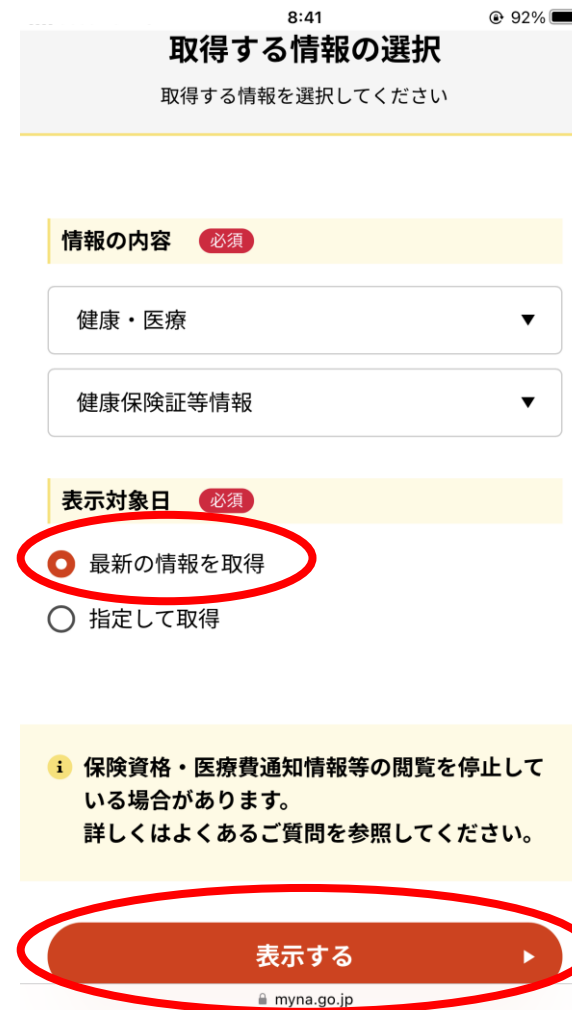 8:41
92%
取得する情報の選択
取得する情報を選択してください
情報の内容 必須
健康・医療 ▼
健康保険証等情報 ▼
表示対象日 必須
最新の情報を取得
指定して取得
i 保険資格・医療費通知情報等の閲覧を停止して
いる場合があります。
詳しくはよくあるご質問を参照してください。
表示する
myna.go.jp